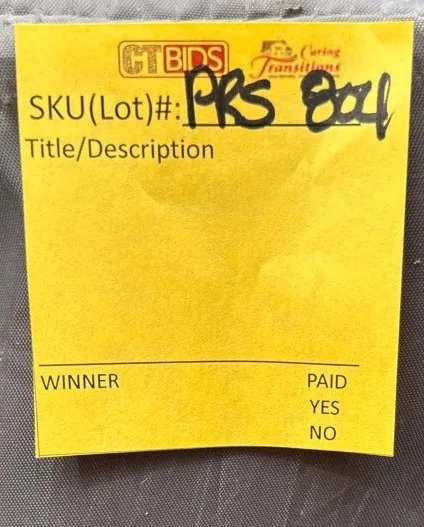 CTBIDS Caring Transitions
SKU(Lot)#: PRS 804
Title/Description
WINNER PAID
YES
NO